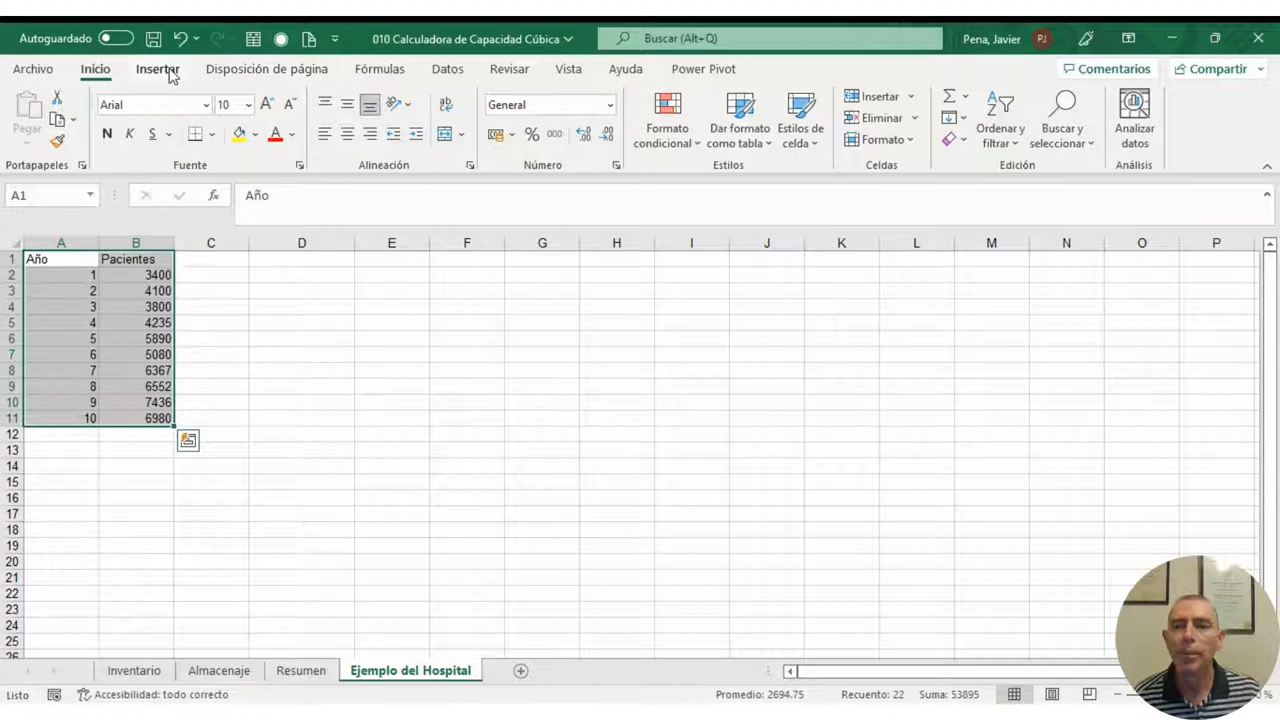 Autoguardado
010 Calculadora de Capacidad Cúbica
Buscar (Alt+Q)
Pena, Javier
PJ
Archivo
Inicio
Insertar
Disposición de página
Fórmulas
Datos
Revisar
Vista
Ayuda
Power Pivot
Comentarios
Compartir
Pegar
Portapapeles
Arial
10
N K S
Fuente
Alineación
General
% 000
Número
Formato condicional
Dar formato como tabla
Estilos de celda
Estilos
Insertar
Eliminar
Formato
Celdas
Ordenar y filtrar
Buscar y seleccionar
Edición
Analizar datos
Análisis
A1
fx
Año
A B C D E F G H I J K L M N O P
1 Año Pacientes
2 1 3400
3 2 4100
4 3 3800
5 4 4235
6 5 5890
7 6 5080
8 7 6367
9 8 6552
10 9 7436
11 10 6980
12
13
14
15
16
17
18
19
20
21
22
23
24
25
Inventario
Almacenaje
Resumen
Ejemplo del Hospital
Listo
Accesibilidad: todo correcto
Promedio: 2694.75
Recuento: 22
Suma: 53895